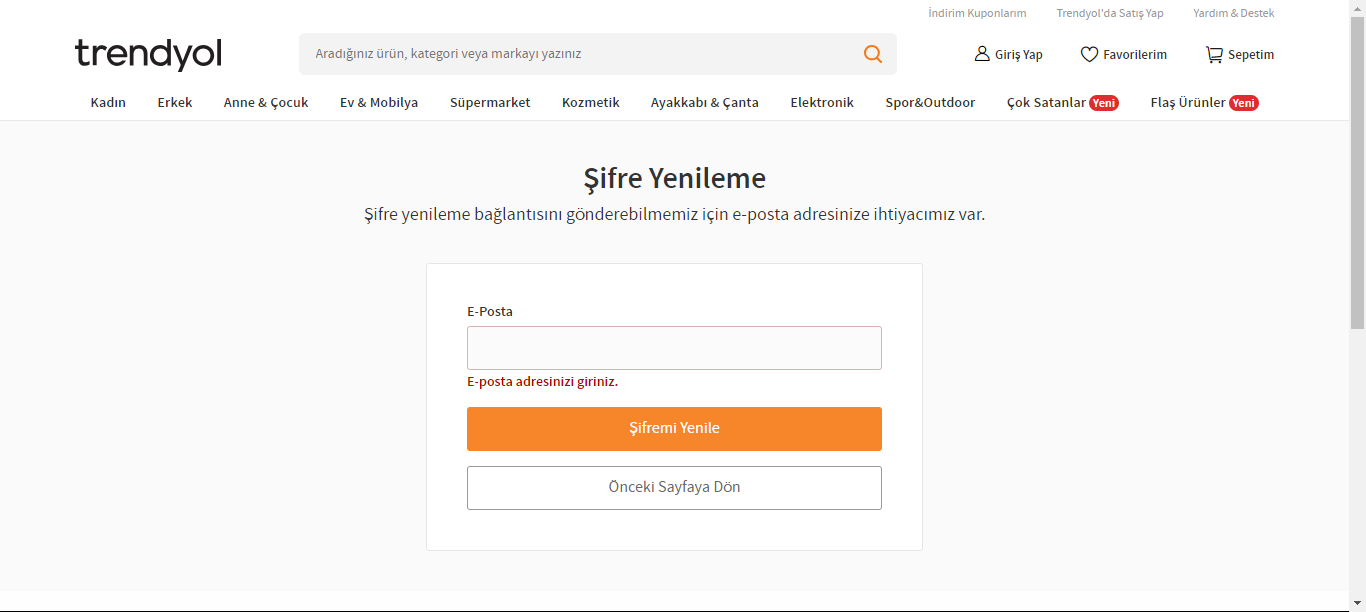 İndirim Kuponlarım Trendyol'da Satış Yap Yardım & Destek
trendyol
Aradığınız ürün, kategori veya markayı yazınız
Giriş Yap Favorilerim Sepetim
Kadın Erkek Anne & Çocuk Ev & Mobilya Süpermarket Kozmetik Ayakkabı & Çanta Elektronik Spor&Outdoor Çok Satanlar Yeni Flaş Ürünler Yeni
Şifre Yenileme
Şifre yenileme bağlantısını gönderebilmemiz için e-posta adresinize ihtiyacımız var.
E-Posta
E-posta adresinizi giriniz.
Şifremi Yenile
Önceki Sayfaya Dön